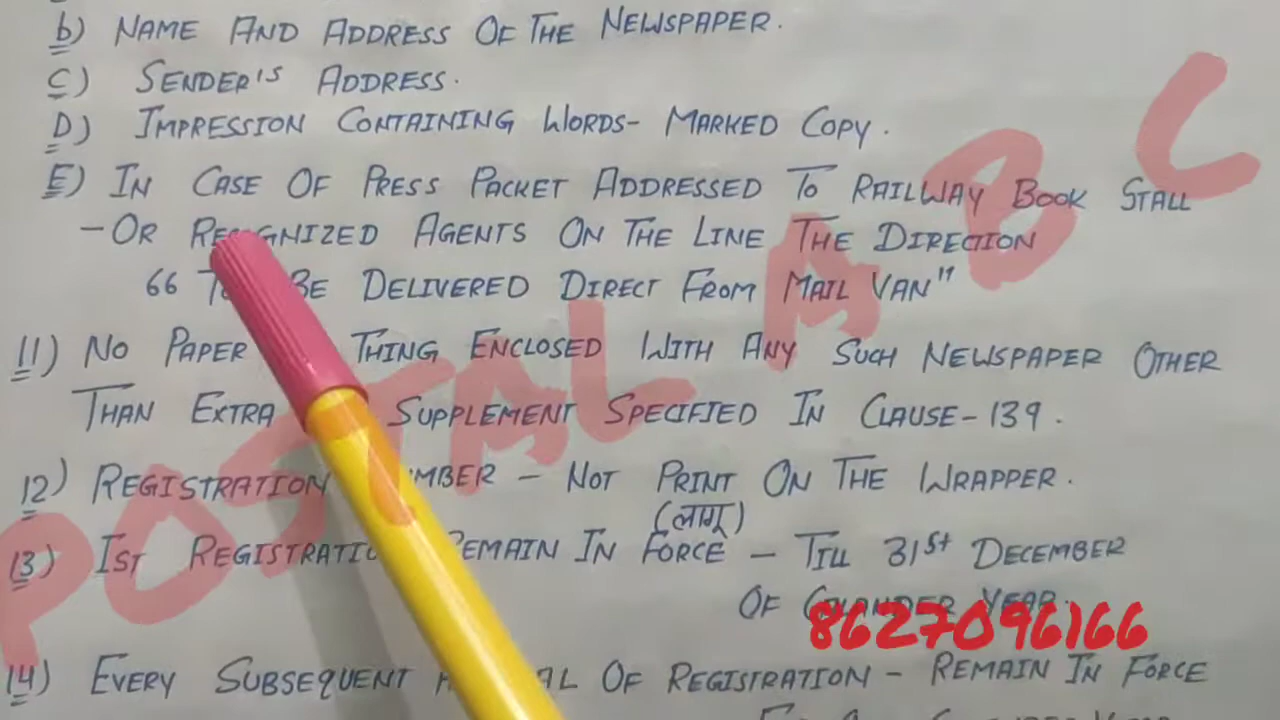 b) NAME AND ADDRESS OF THE NEWSPAPER.
C) SENDER'S ADDRESS.
D) IMPRESSION CONTAINING WORDS- MARKED COPY.
E) IN CASE OF PRESS PACKET ADDRESSED TO RAILWAY BOOK STALL
- OR RECOGNIZED AGENTS ON THE LINE THE DIRECTION
66 TO BE DELIVERED DIRECT FROM MAIL VAN"
11) NO PAPER THING ENCLOSED WITH ANY SUCH NEWSPAPER OTHER
THAN EXTRA SUPPLEMENT SPECIFIED IN CLAUSE-139.
12) REGISTRATION NUMBER - NOT PRINT ON THE WRAPPER.
(लागू)
13) IST REGISTRATION REMAIN IN FORCE - TILL 31st DECEMBER
OF YEAR.
8627096166
14) EVERY SUBSEQUENT OF REGISTRATION - REMAIN IN FORCE
POSTAL ABC